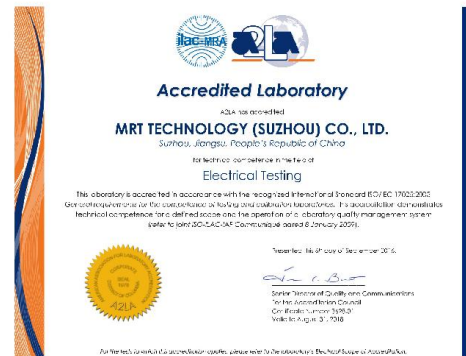 ilac-MRA
A2LA
Accredited Laboratory
A2LA has accredited
MRT TECHNOLOGY (SUZHOU) CO., LTD.
Suzhou, Jiangsu, People's Republic of China
for technical competence in the field of
Electrical Testing
This laboratory is accredited in accordance with the recognized International Standard ISO/IEC 17025:2005
General requirements for the competence of testing and calibration laboratories. This accreditation demonstrates
technical competence for a defined scope and the operation of a laboratory quality management system
(refer to joint ISO-ILAC-IAF Communiqué dated 8 January 2009).
CORPORATE
SEAL
1978
A2LA
Presented this 6th day of September 2016.
Senior Director of Quality and Communications
For the Accreditation Council
Certificate Number
Valid to August 31, 2018
For the tests to which this accreditation applies, please refer to the laboratory's Electrical Scope of Accreditation.